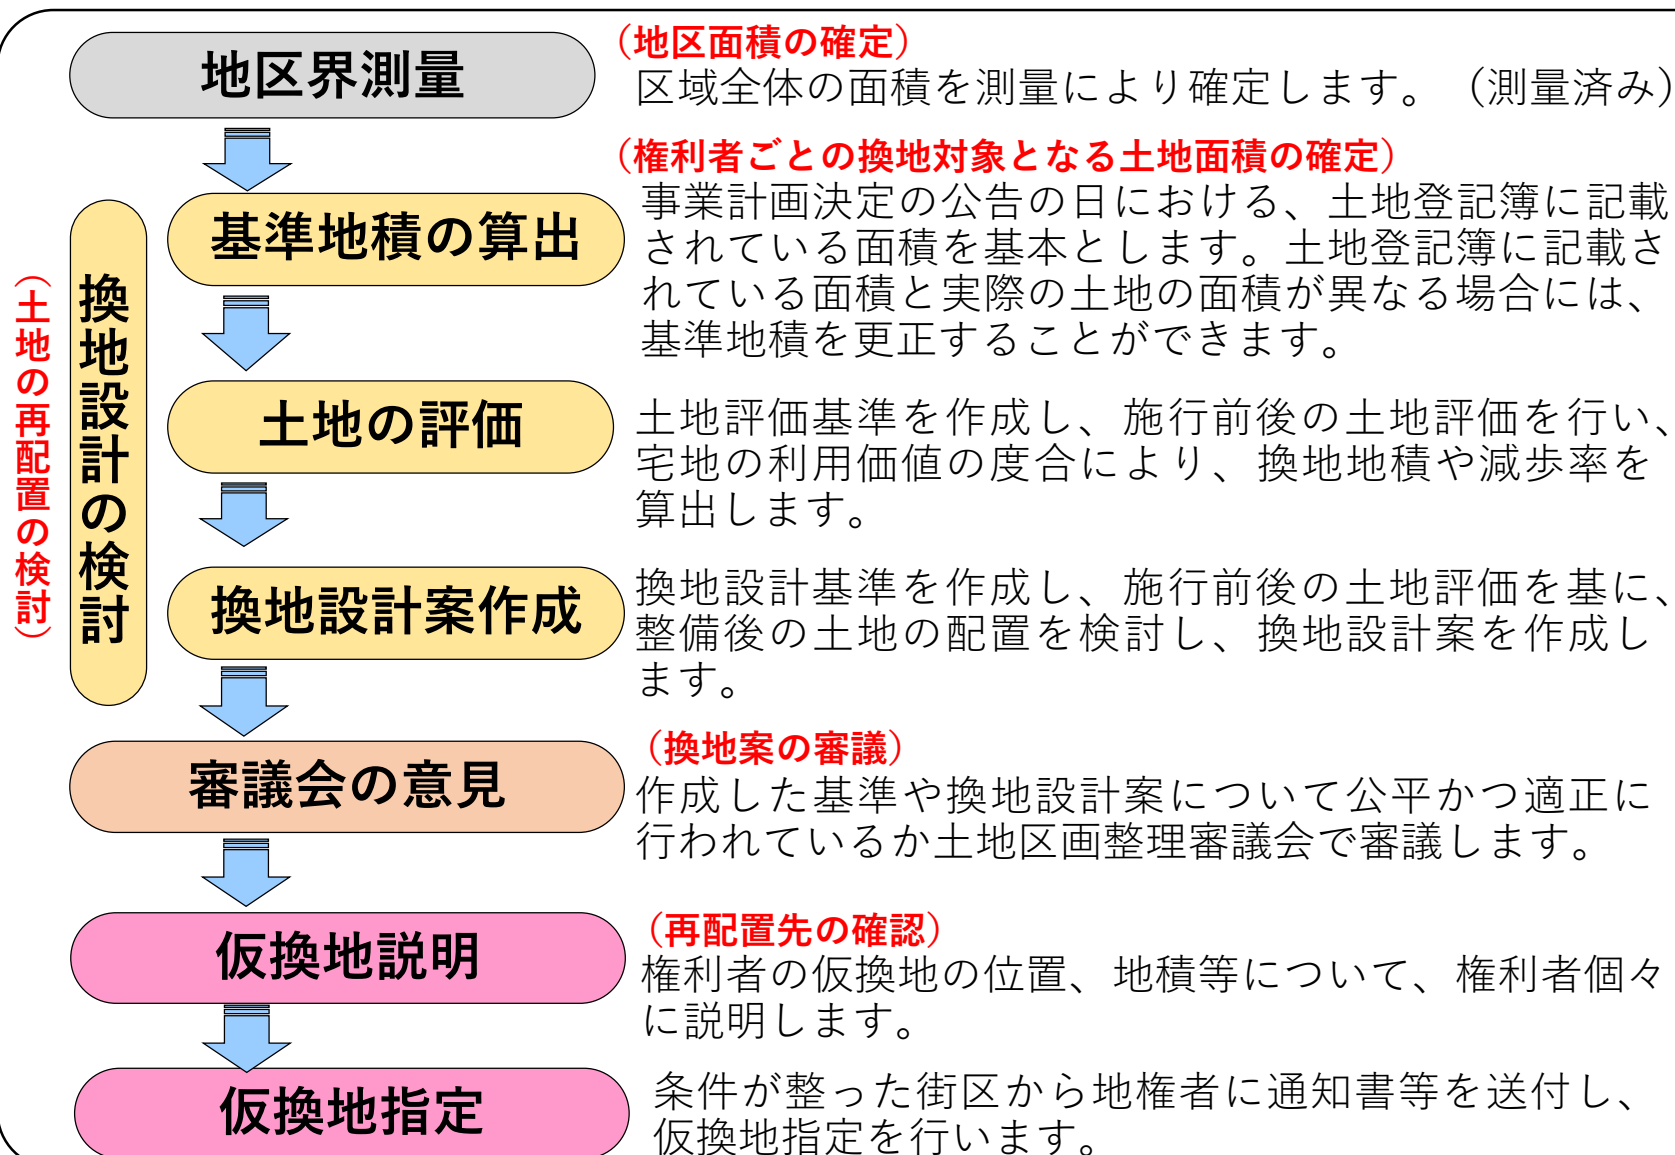 地区界測量
（地区面積の確定）
区域全体の面積を測量により確定します。（測量済み）
（土地の再配置の検討）
換地設計の検討
基準地積の算出
（権利者ごとの換地対象となる土地面積の確定）
事業計画決定の公告の日における、土地登記簿に記載
されている面積を基本とします。土地登記簿に記載さ
れている面積と実際の土地の面積が異なる場合には、
基準地積を更正することができます。
土地の評価
土地評価基準を作成し、施行前後の土地評価を行い、
宅地の利用価値の度合により、換地地積や減歩率を
算出します。
換地設計案作成
換地設計基準を作成し、施行前後の土地評価を基に、
整備後の土地の配置を検討し、換地設計案を作成し
ます。
審議会の意見
（換地案の審議）
作成した基準や換地設計案について公平かつ適正に
行われているか土地区画整理審議会で審議します。
仮換地説明
（再配置先の確認）
権利者の仮換地の位置、地積等について、権利者個々
に説明します。
仮換地指定
条件が整った街区から地権者に通知書等を送付し、
仮換地指定を行います。